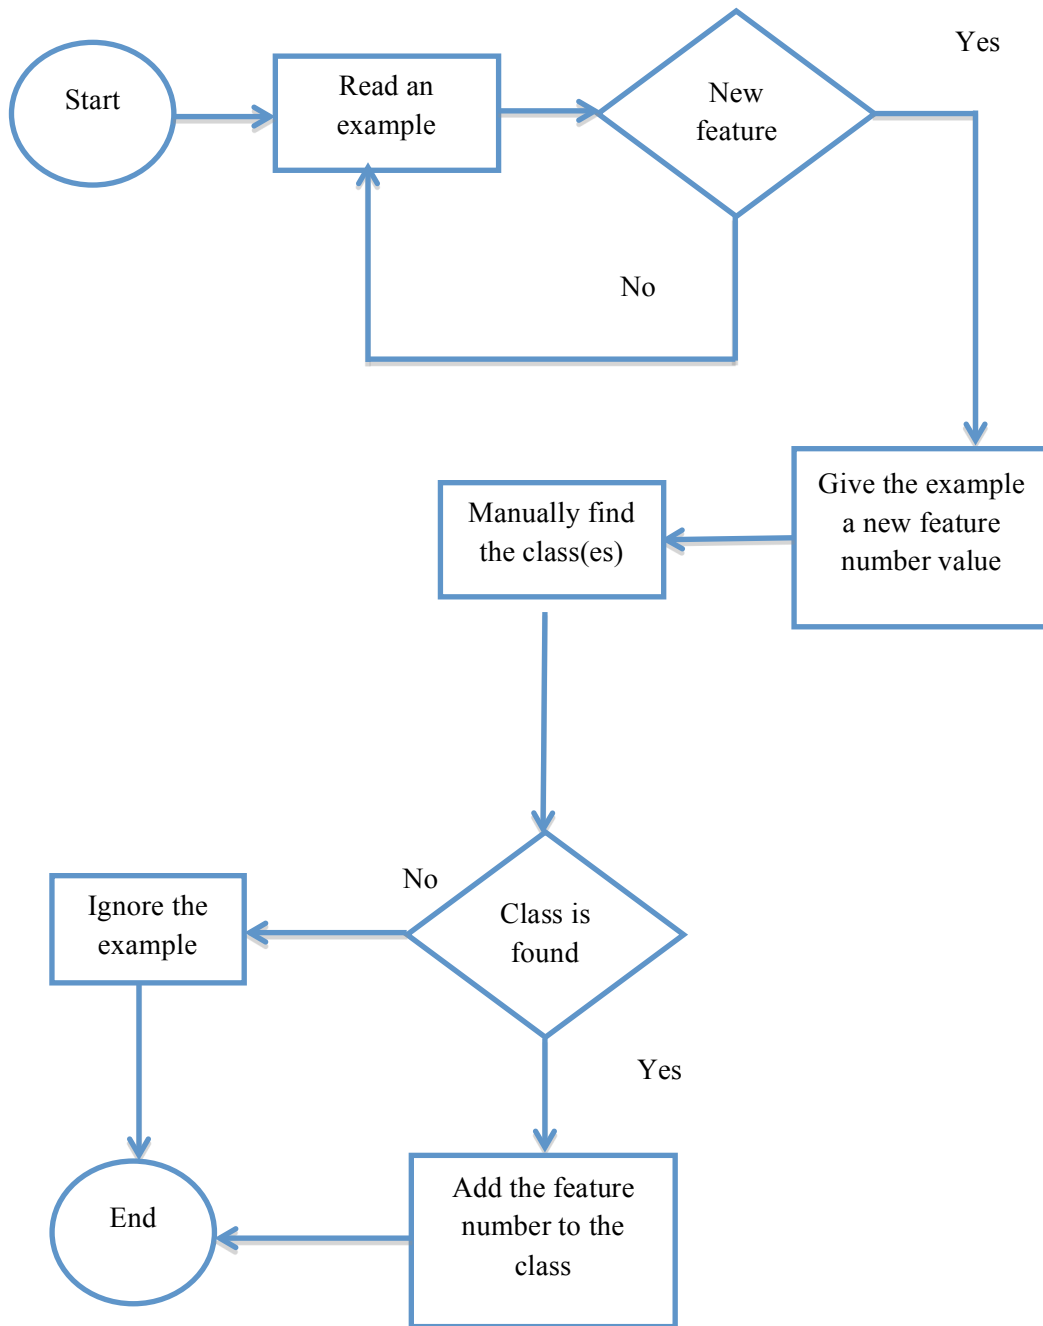 Start
Read an
example
New
feature
Yes
No
Give the example
a new feature
number value
Manually find
the class(es)
Class is
found
No
Ignore the
example
Yes
Add the feature
number to the
class
End